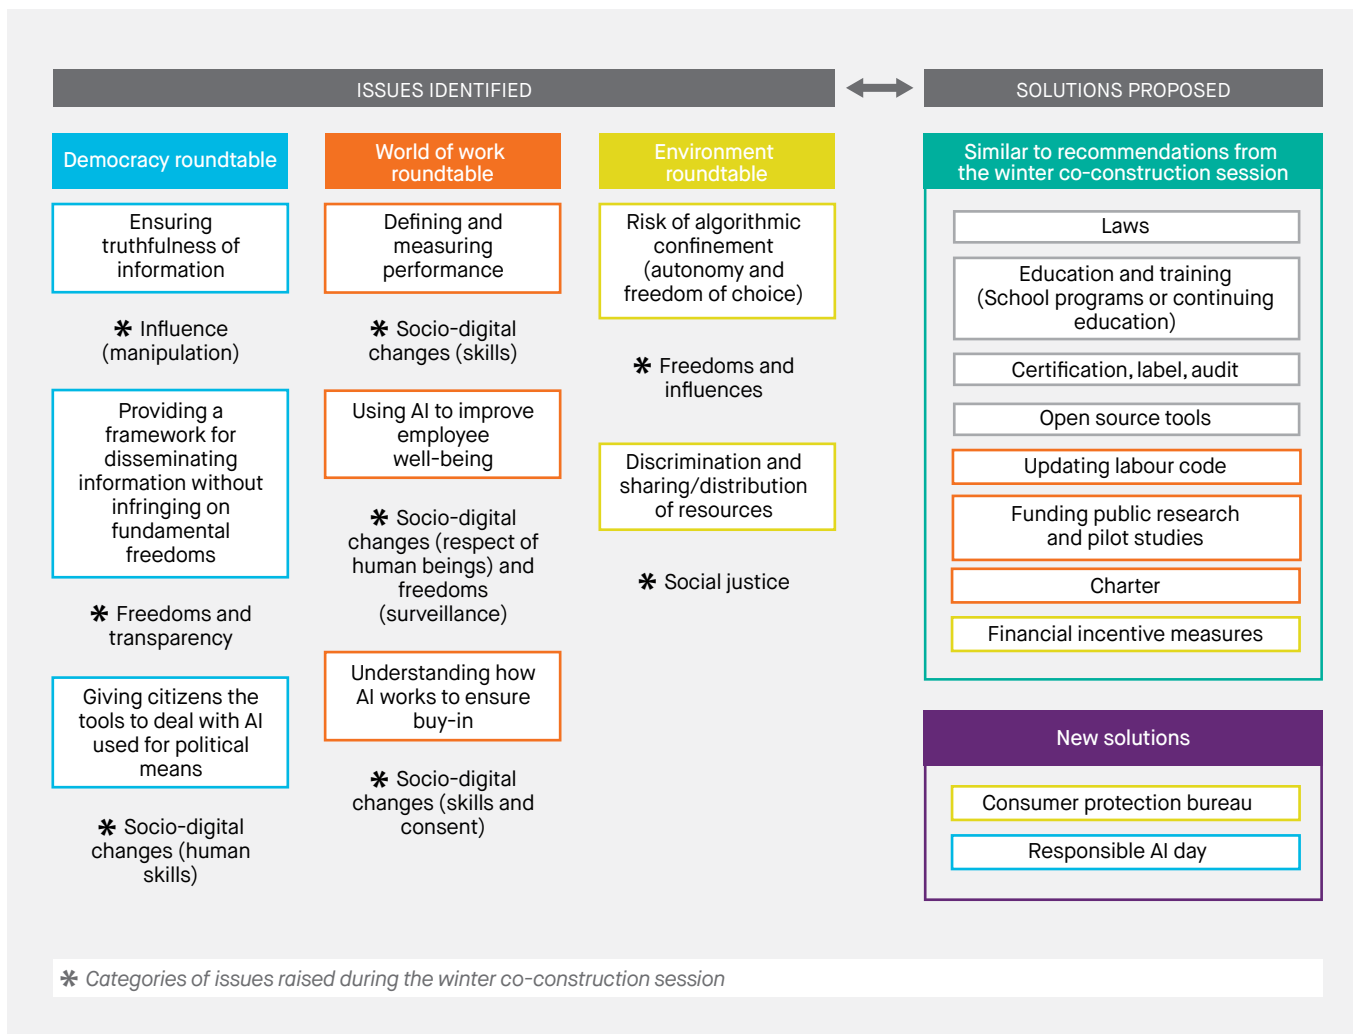 ISSUES IDENTIFIED
SOLUTIONS PROPOSED
Democracy roundtable
Ensuring
truthfulness of
information
* Influence
(manipulation)
Providing a
framework for
disseminating
information without
infringing on
fundamental
freedoms
* Freedoms and
transparency
Giving citizens the
tools to deal with AI
used for political
means
* Socio-digital
changes (human
skills)
World of work
roundtable
Defining and
measuring
performance
* Socio-digital
changes (skills)
Using AI to improve
employee
well-being
* Socio-digital
changes (respect of
human beings) and
freedoms
(surveillance)
Understanding how
AI works to ensure
buy-in
* Socio-digital
changes (skills and
consent)
Environment
roundtable
Risk of algorithmic
confinement
(autonomy and
freedom of choice)
* Freedoms and
influences
Discrimination and
sharing/distribution
of resources
* Social justice
Similar to recommendations from
the winter co-construction session
Laws
Education and training
(School programs or continuing
education)
Certification, label, audit
Open source tools
Updating labour code
Funding public research
and pilot studies
Charter
Financial incentive measures
New solutions
Consumer protection bureau
Responsible AI day
* Categories of issues raised during the winter co-construction session